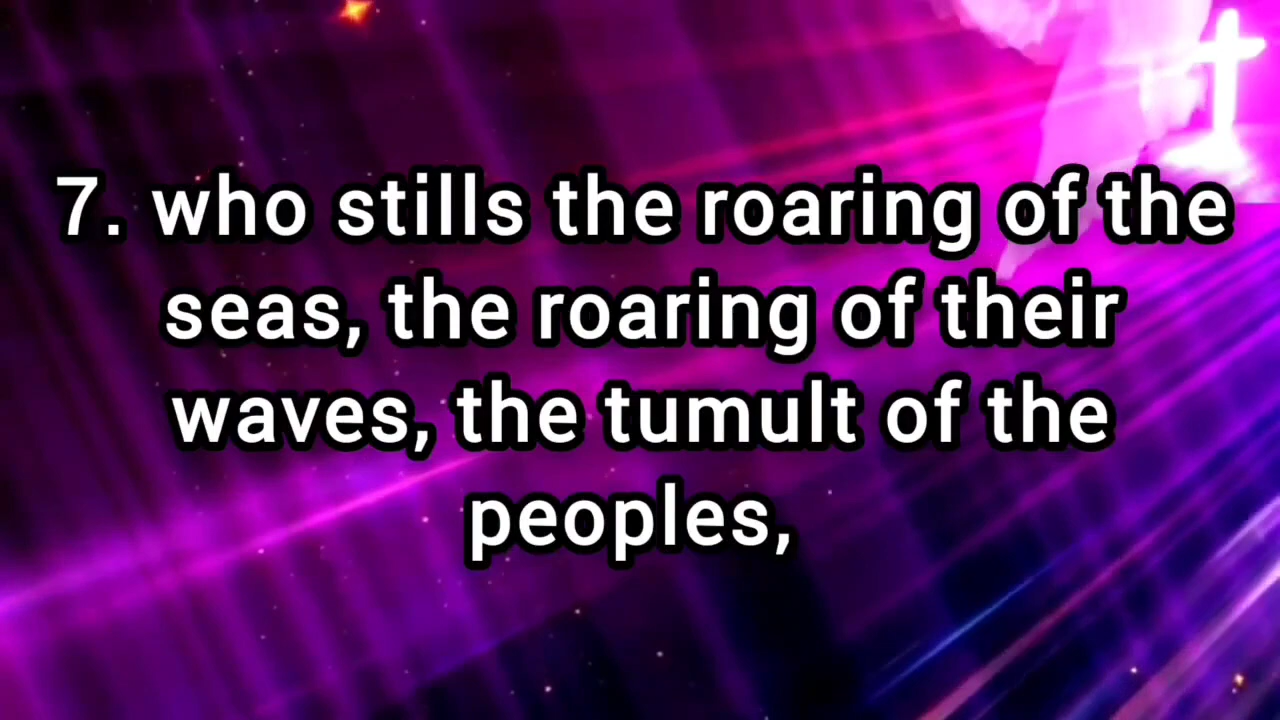 7. who stills the roaring of the
seas, the roaring of their
waves, the tumult of the
peoples,